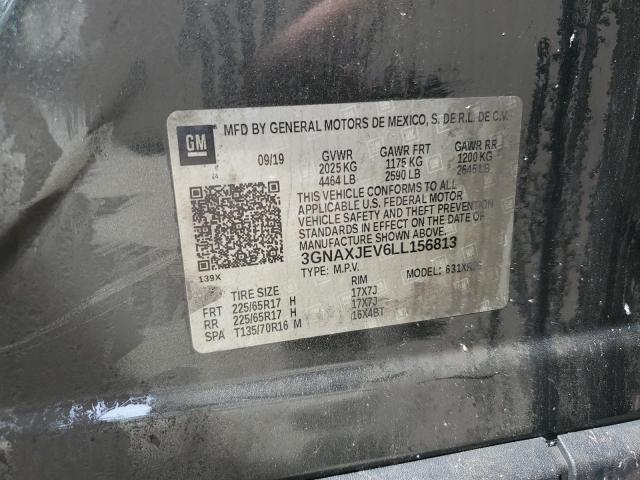 GM
MFD BY GENERAL MOTORS DE MEXICO, S. DE R.L. DE C.V.
09/19 GVWR GAWR FRT GAWR RR
2025 KG 1175 KG 1200 KG
4464 LB 2590 LB 2645 LB
THIS VEHICLE CONFORMS TO ALL
APPLICABLE U.S. FEDERAL MOTOR
VEHICLE SAFETY AND THEFT PREVENTION
STANDARDS IN EFFECT ON THE DATE OF
MANUFACTURE SHOWN ABOVE.
3GNAXJEV6LL156813
139X TYPE: M.P.V. MODEL:
TIRE SIZE RIM
FRT 225/65R17 H 17X7J
RR 225/65R17 H 17X7J
SPA T135/70R16 M 16X4BT